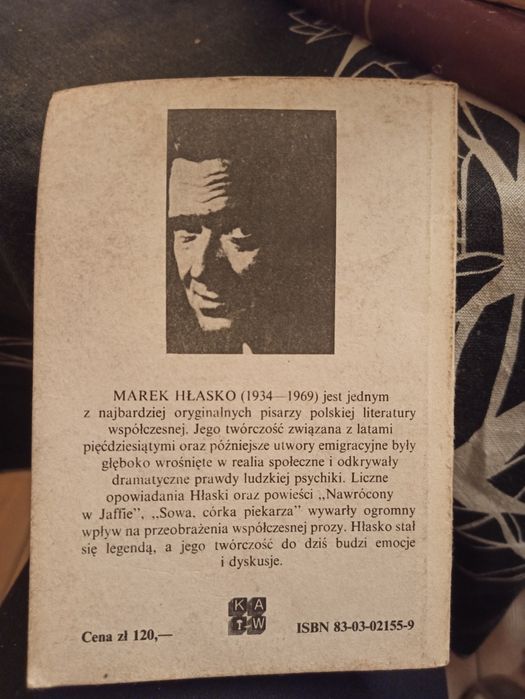 MAREK HŁASKO (1934—1969) jest jednym
z najbardziej oryginalnych pisarzy polskiej literatury
współczesnej. Jego twórczość związana z latami
pięćdziesiątymi oraz późniejsze utwory emigracyjne były
głęboko wrośnięte w realia społeczne i odkrywały
dramatyczne prawdy ludzkiej psychiki. Liczne
opowiadania Hłaski oraz powieści „Nawrócony
w Jaffie”, „Sowa, córka piekarza” wywarły ogromny
wpływ na przeobrażenia współczesnej prozy. Hłasko stał
się legendą, a jego twórczość do dziś budzi emocje
i dyskusje.
K A
T W
Cena zł 120,—
ISBN 83-03-02155-9